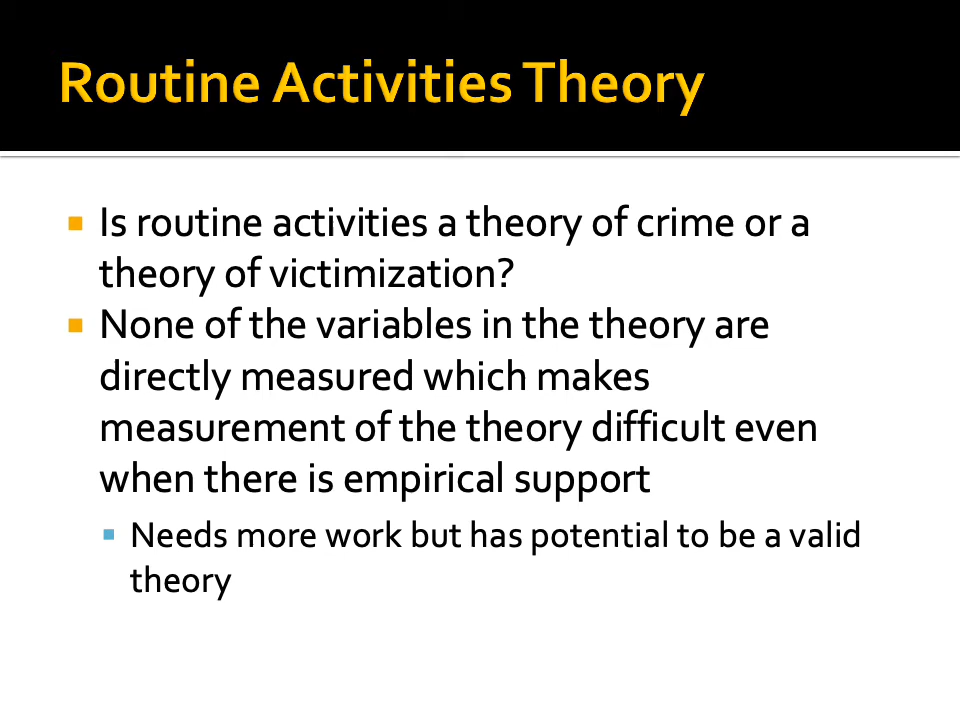 Routine Activities Theory
Is routine activities a theory of crime or a
theory of victimization?
None of the variables in the theory are
directly measured which makes
measurement of the theory difficult even
when there is empirical support
Needs more work but has potential to be a valid
theory